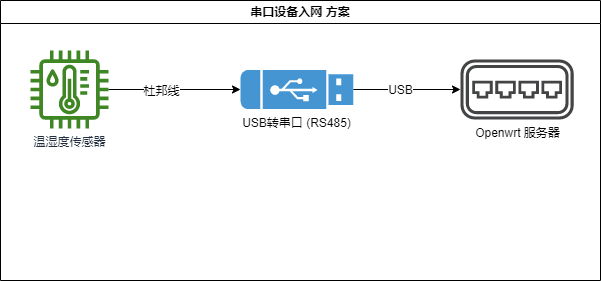 串口设备入网 方案
杜邦线
USB
温湿度传感器
USB转串口 (RS485)
Openwrt 服务器